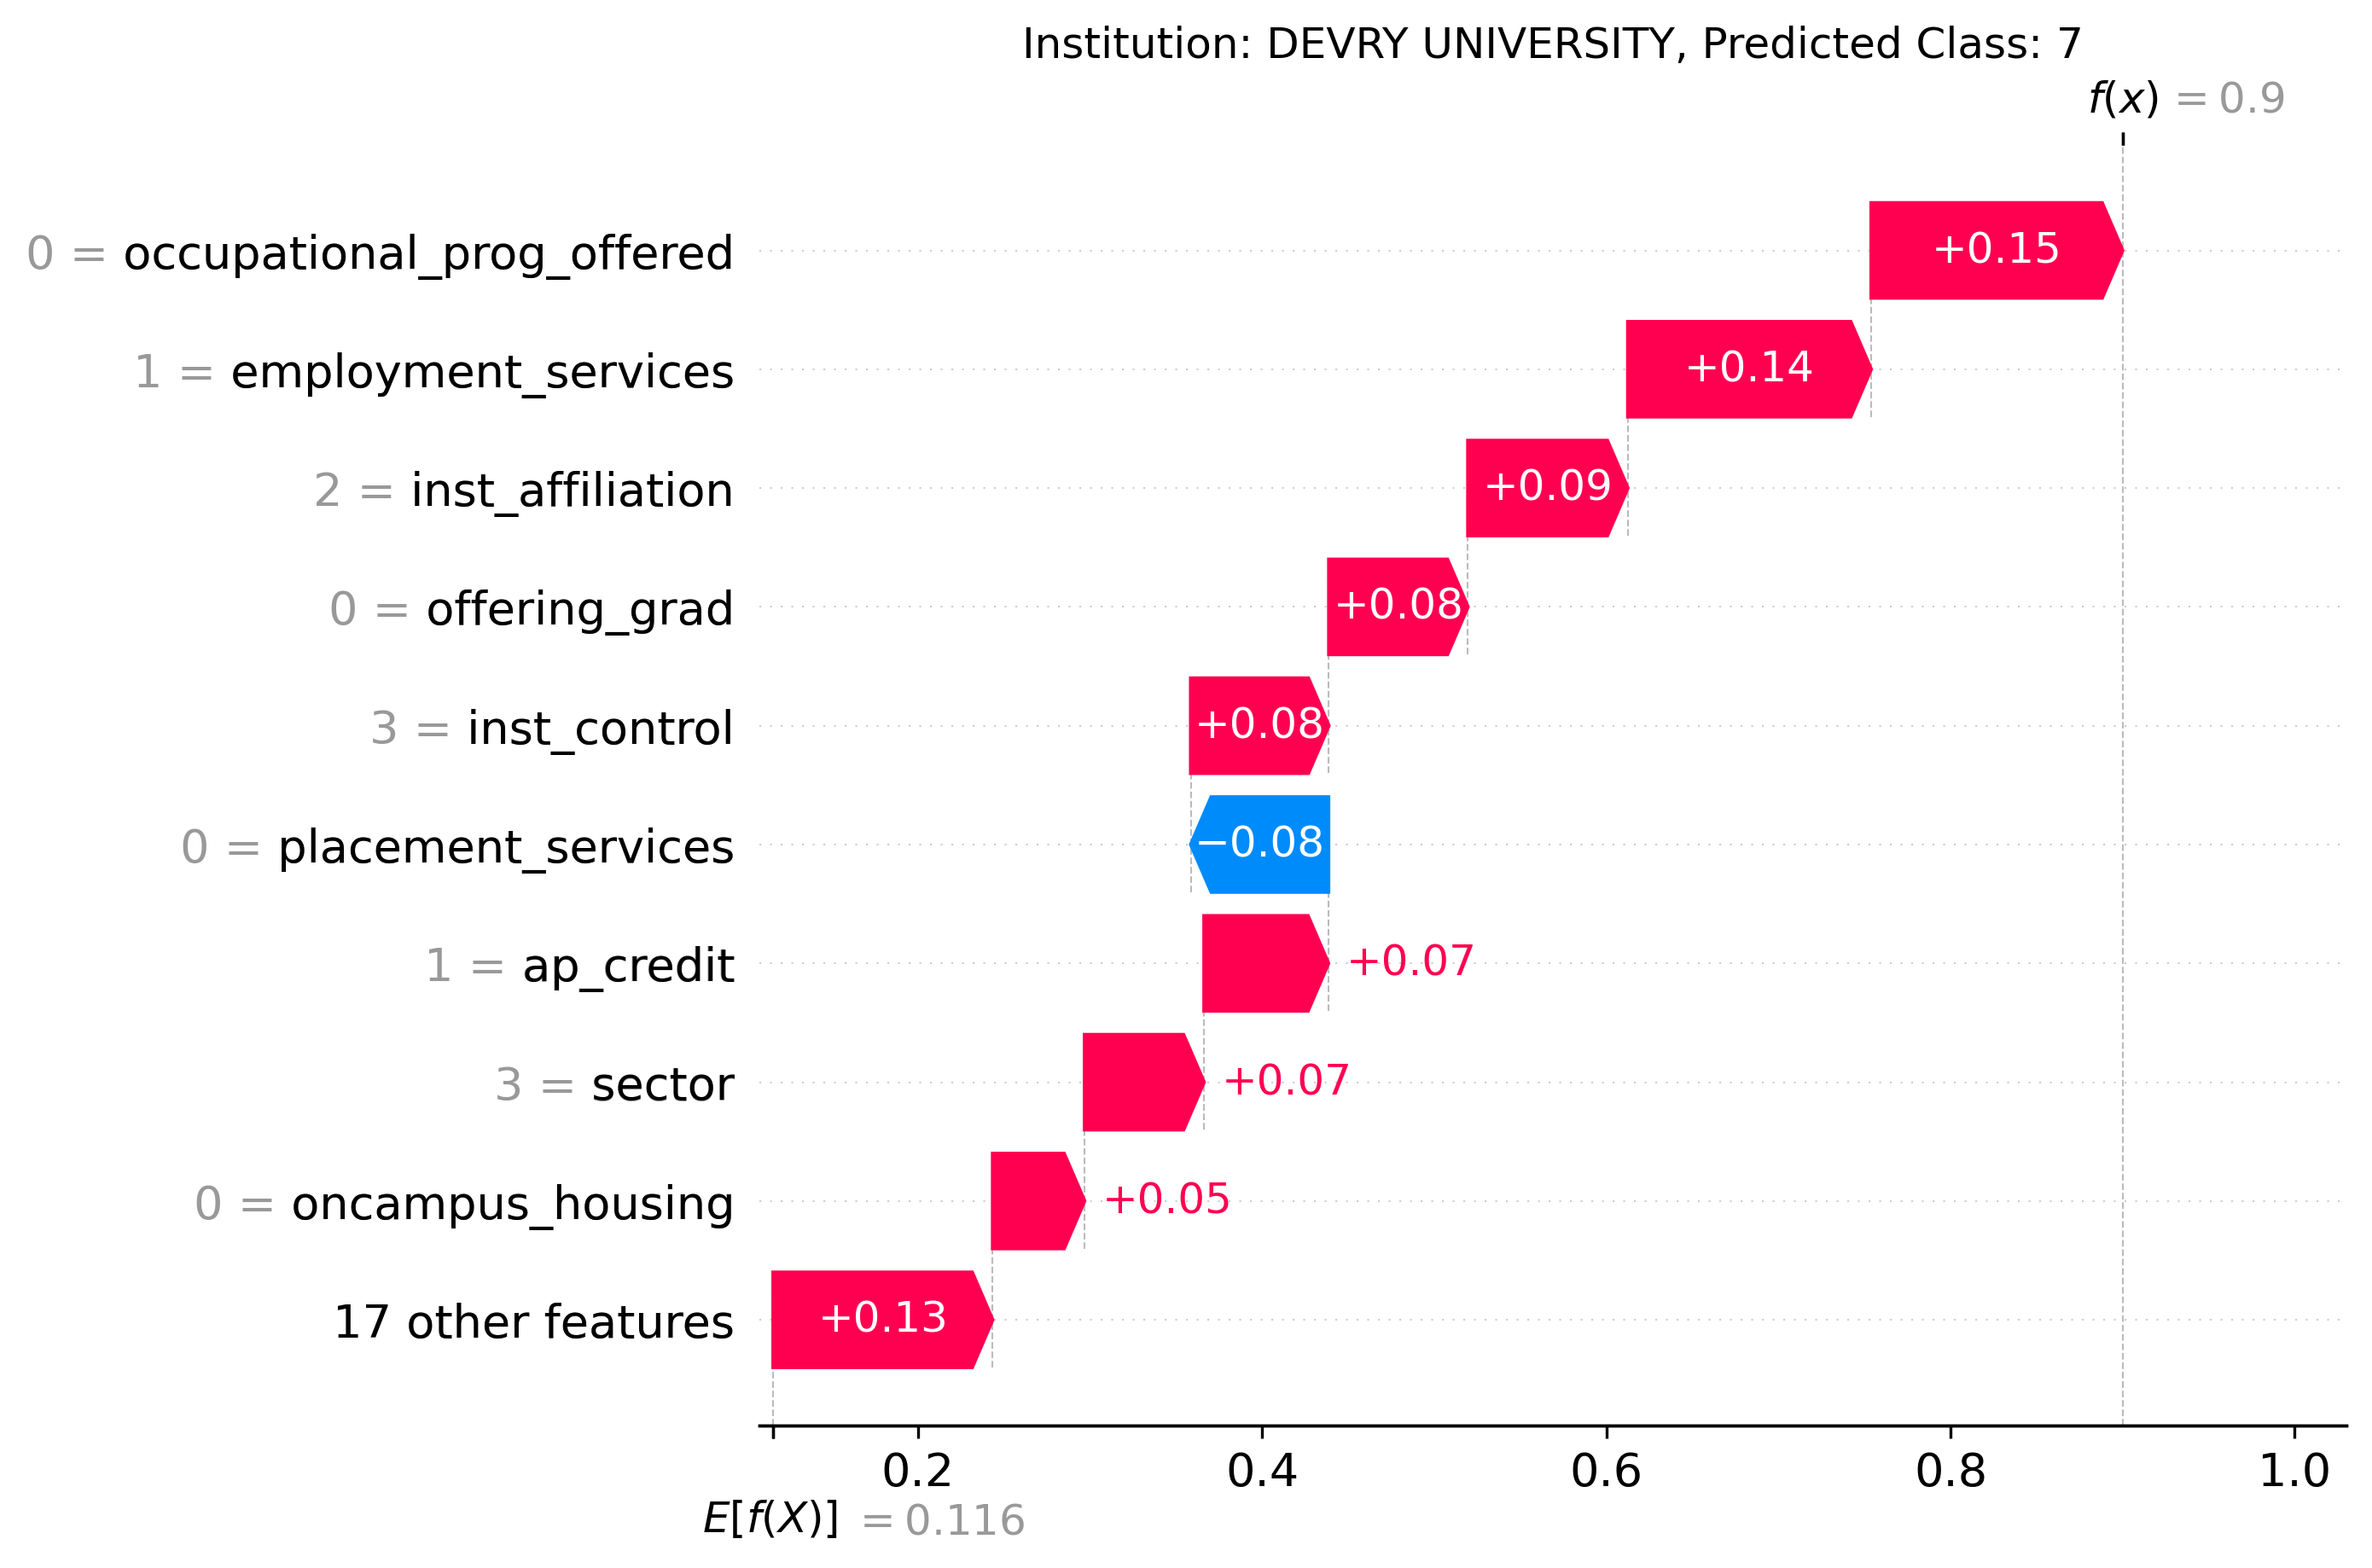 Institution: DEVRY UNIVERSITY, Predicted Class: 7
f(x) = 0.9
0 = occupational_prog_offered +0.15
1 = employment_services +0.14
2 = inst_affiliation +0.09
0 = offering_grad +0.08
3 = inst_control +0.08
0 = placement_services −0.08
1 = ap_credit +0.07
3 = sector +0.07
0 = oncampus_housing +0.05
17 other features +0.13
0.2 0.4 0.6 0.8 1.0
E[f(X)] = 0.116